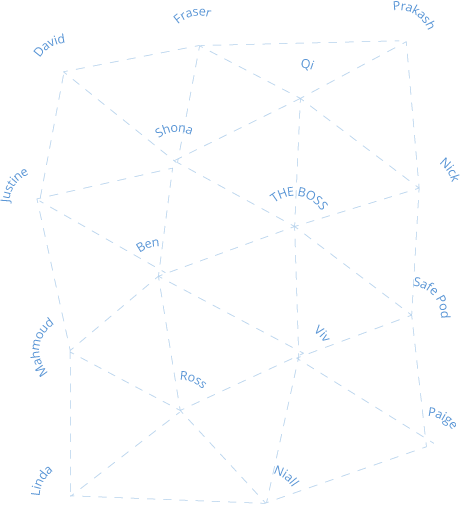 Prakash
Fraser
David
Qi
Shona
Nick
Justine
THE BOSS
Ben
Safe Pod
Mahmoud
Viv
Ross
Paige
Linda
Niall